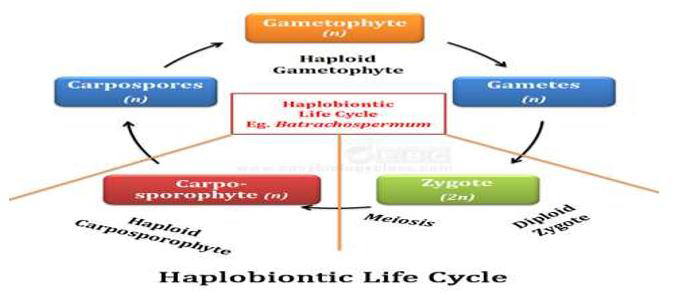 Gametophyte
(n)
Haploid
Gametophyte
Carpospores
(n)
Gametes
(n)
Haplobiontic
Life Cycle
Eg. Batrachospermum
Carpo-
sporophyte (n)
Zygote
(2n)
Meiosis
Haploid
Carposporophyte
Diploid
Zygote
Haplobiontic Life Cycle